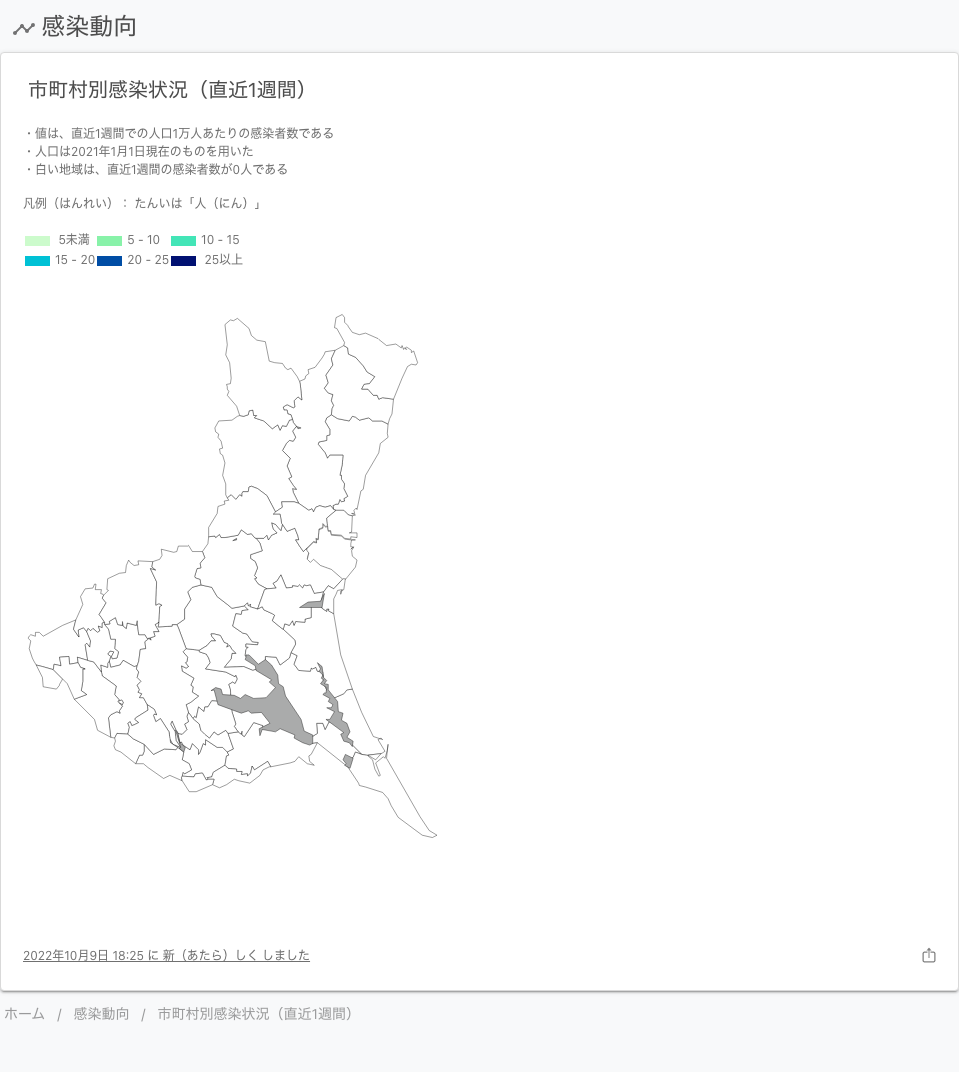 感染動向
市町村別感染状況（直近1週間）
・値は、直近1週間での人口1万人あたりの感染者数である
・人口は2021年1月1日現在のものを用いた
・白い地域は、直近1週間の感染者数が0人である
凡例（はんれい）： たんいは「人（にん）」
5未満 5 - 10 10 - 15
15 - 20 20 - 25 25以上
2022年10月9日 18:25 に 新（あたら）しく しました
ホーム / 感染動向 / 市町村別感染状況（直近1週間）